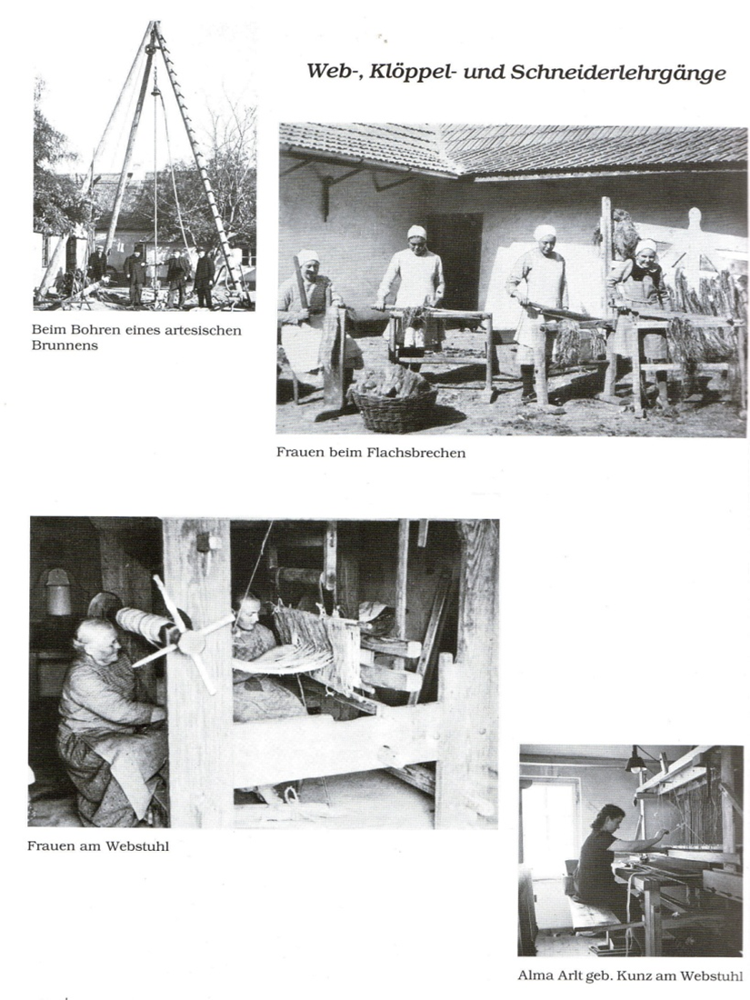 Web-, Klöppel- und Schneiderlehrgänge
Beim Bohren eines artesischen
Brunnens
Frauen beim Flachsbrechen
Frauen am Webstuhl
Alma Arlt geb. Kunz am Webstuhl